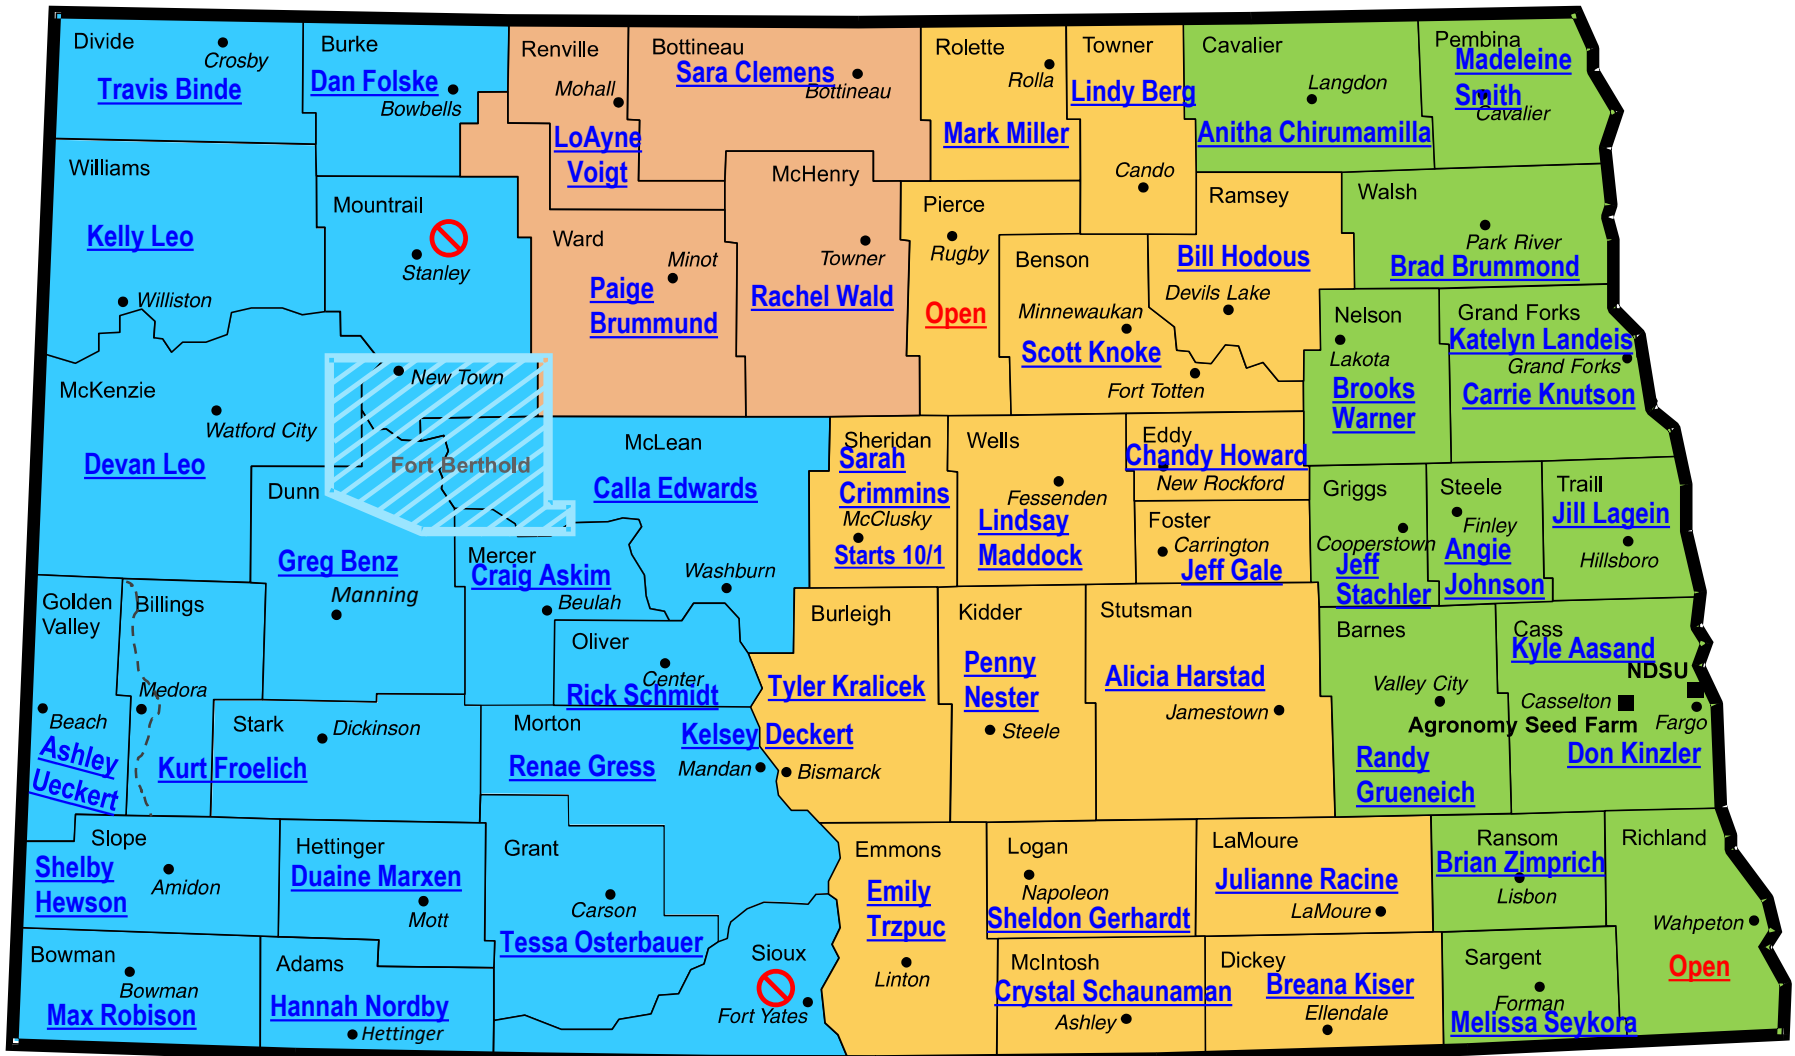 Divide
Crosby
Travis Binde
Burke
Dan Folske
Bowbells
Renville
Mohall
LoAyne
Voigt
Bottineau
Sara Clemens
Bottineau
Rolette
Rolla
Mark Miller
Towner
Lindy Berg
Cando
Cavalier
Langdon
Anitha Chirumamilla
Pembina
Madeleine
Smith
Cavalier
Williams
Kelly Leo
Williston
Mountrail
Stanley
Ward
Minot
Paige
Brummund
McHenry
Towner
Rachel Wald
Pierce
Rugby
Open
Benson
Minnewaukan
Scott Knoke
Fort Totten
Ramsey
Bill Hodous
Devils Lake
Walsh
Park River
Brad Brummond
Nelson
Lakota
Brooks
Warner
Grand Forks
Katelyn Landeis
Grand Forks
Carrie Knutson
McKenzie
Watford City
Devan Leo
New Town
Fort Berthold
Dunn
Greg Benz
Manning
McLean
Calla Edwards
Washburn
Mercer
Craig Askim
Beulah
Sheridan
Sarah
Crimmins
McClusky
Starts 10/1
Wells
Fessenden
Lindsay
Maddock
Eddy
Chandy Howard
New Rockford
Foster
Carrington
Jeff Gale
Griggs
Cooperstown
Jeff
Stachler
Steele
Finley
Angie
Johnson
Traill
Jill Lagein
Hillsboro
Golden
Valley
Beach
Ashley
Ueckert
Billings
Medora
Stark
Dickinson
Kurt Froelich
Oliver
Center
Rick Schmidt
Morton
Kelsey Deckert
Renae Gress
Mandan
Burleigh
Tyler Kralicek
Bismarck
Kidder
Penny
Nester
Steele
Stutsman
Alicia Harstad
Jamestown
Barnes
Valley City
Randy
Grueneich
Cass
Kyle Aasand
NDSU
Casselton
Fargo
Agronomy Seed Farm
Don Kinzler
Slope
Shelby
Amidon
Hewson
Hettinger
Duaine Marxen
Mott
Grant
Carson
Tessa Osterbauer
Emmons
Emily
Trzpuc
Linton
Logan
Napoleon
Sheldon Gerhardt
LaMoure
Julianne Racine
LaMoure
Ransom
Brian Zimprich
Lisbon
Richland
Wahpeton
Open
Bowman
Bowman
Max Robison
Adams
Hannah Nordby
Hettinger
Sioux
Fort Yates
McIntosh
Crystal Schaunaman
Ashley
Dickey
Breana Kiser
Ellendale
Sargent
Forman
Melissa Seykora